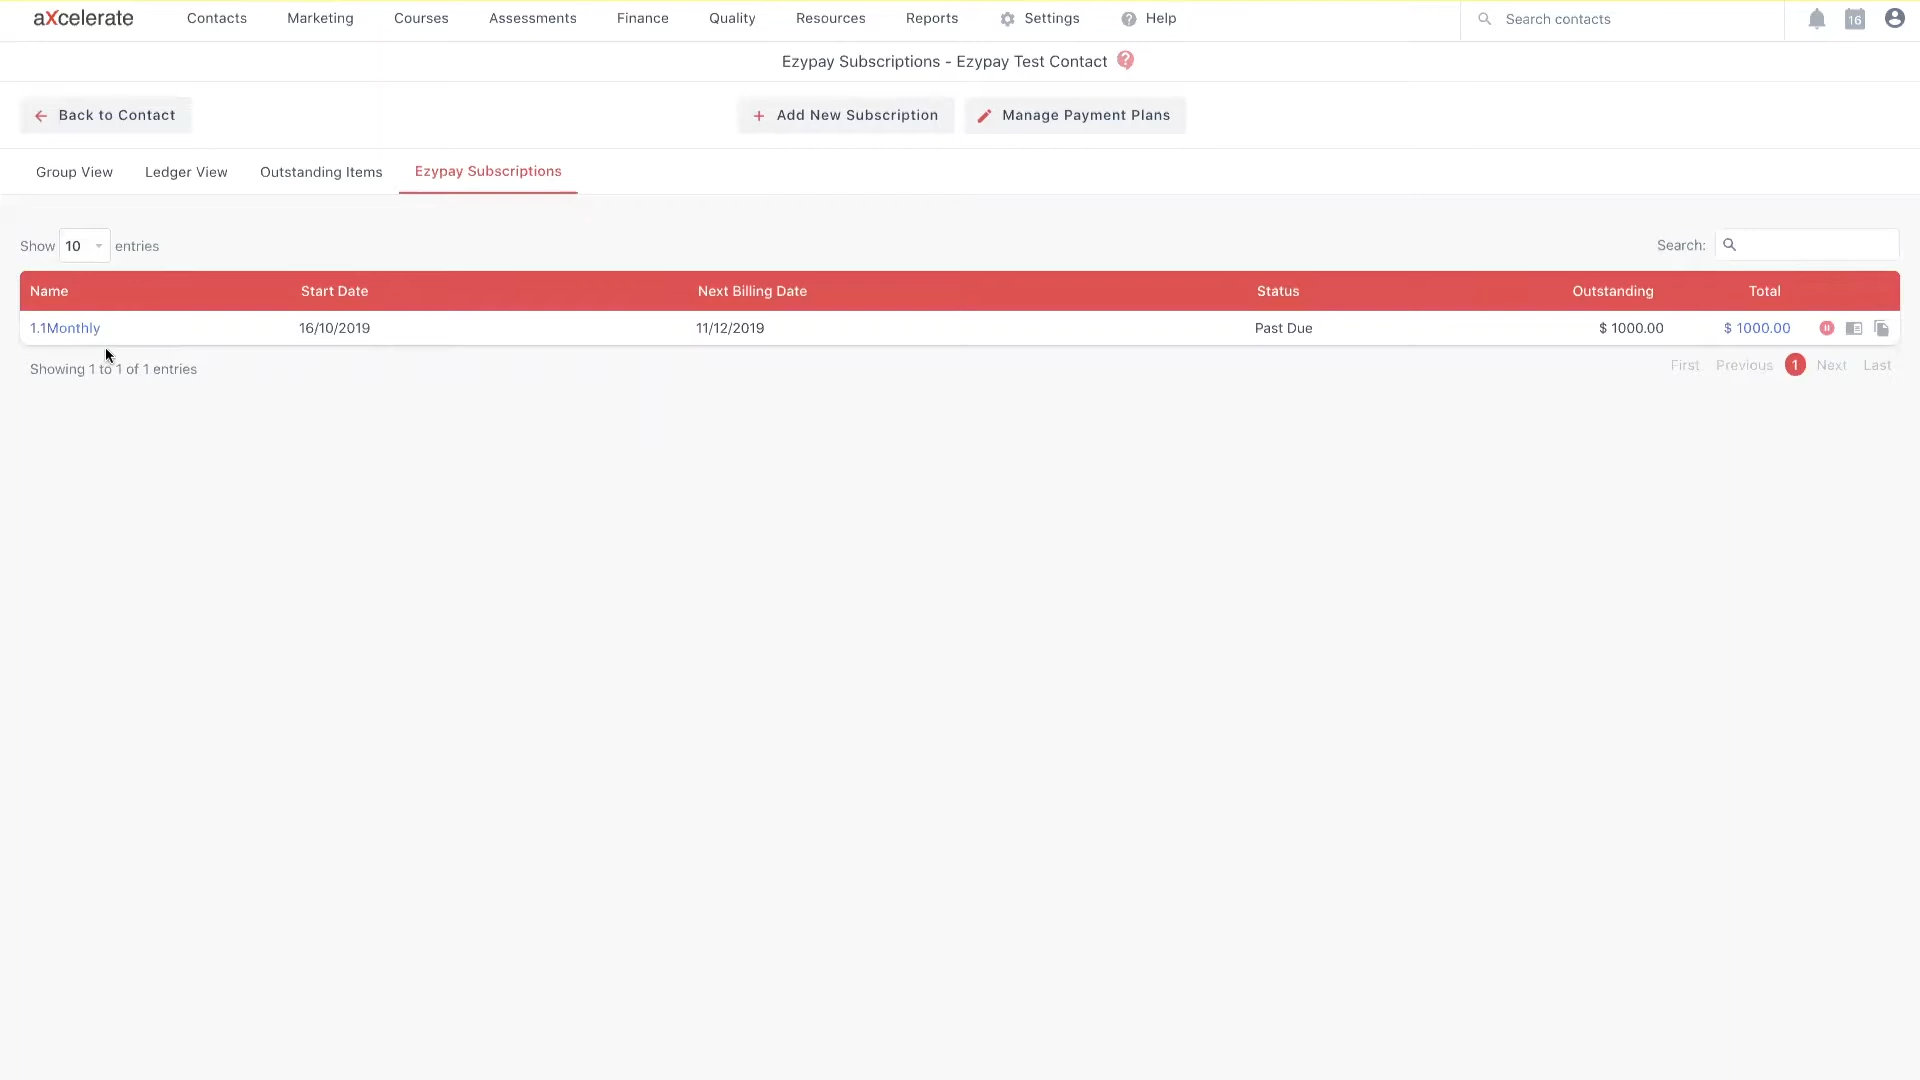 aXcelerate Contacts Marketing Courses Assessments Finance Quality Resources Reports Settings Help Search contacts 16
Ezypay Subscriptions - Ezypay Test Contact
Back to Contact Add New Subscription Manage Payment Plans
Group View Ledger View Outstanding Items Ezypay Subscriptions
Show 10 entries Search:
Name Start Date Next Billing Date Status Outstanding Total
1.1Monthly 16/10/2019 11/12/2019 Past Due $ 1000.00 $ 1000.00
Showing 1 to 1 of 1 entries First Previous 1 Next Last